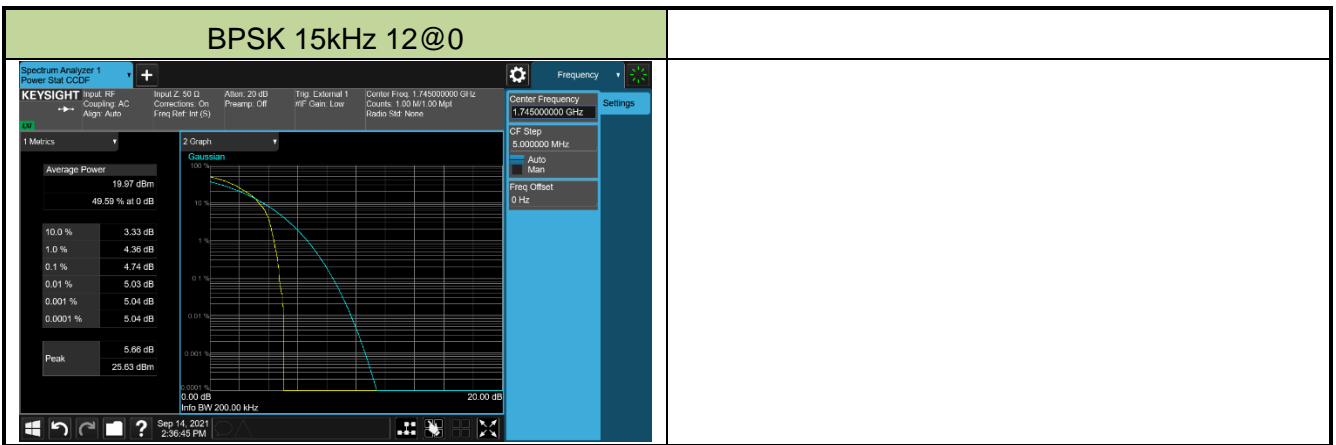 BPSK 15kHz 12@0
Spectrum Analyzer 1
Power Stat CCDF
+
Frequency
KEYSIGHT
Input: RF
Coupling: AC
Align: Auto
Input Z: 50 Ω
Corrections: On
Freq Ref: Int (S)
Atten: 20 dB
Preamp: Off
Trig: External 1
#IF Gain: Low
Center Freq: 1.745000000 GHz
Counts: 1.00 M/1.00 Mpt
Radio Std: None
Center Frequency
1.745000000 GHz
Settings
CF Step
5.000000 MHz
Auto
Man
Freq Offset
0 Hz
1 Metrics
Average Power
19.97 dBm
49.59 % at 0 dB
10.0 % 3.33 dB
1.0 % 4.36 dB
0.1 % 4.74 dB
0.01 % 5.03 dB
0.001 % 5.04 dB
0.0001 % 5.04 dB
Peak
5.66 dB
25.63 dBm
2 Graph
Gaussian
100 %
10 %
1 %
0.1 %
0.01 %
0.001 %
0.0001 %
0.00 dB 20.00 dB
Info BW 200.00 kHz
?
Sep 14, 2021
2:36:45 PM